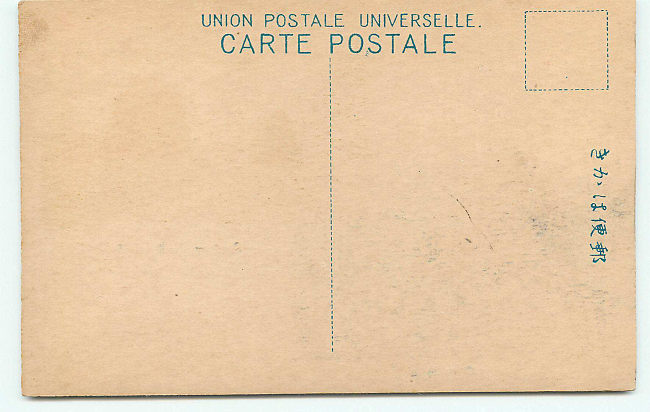 UNION POSTALE UNIVERSELLE.
CARTE POSTALE
郵便はかき